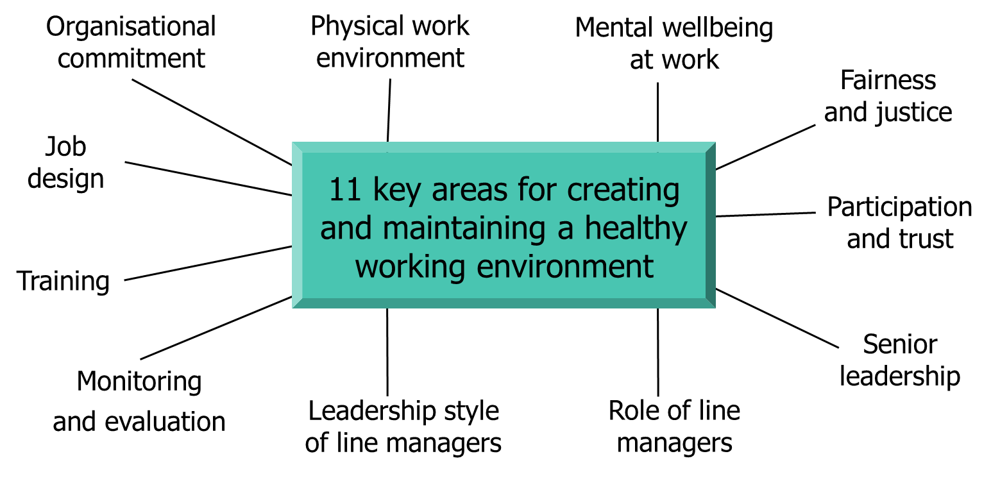 Organisational
commitment
Physical work
environment
Mental wellbeing
at work
Fairness
and justice
Job
design
11 key areas for creating
and maintaining a healthy
working environment
Participation
and trust
Training
Senior
leadership
Monitoring
and evaluation
Leadership style
of line managers
Role of line
managers